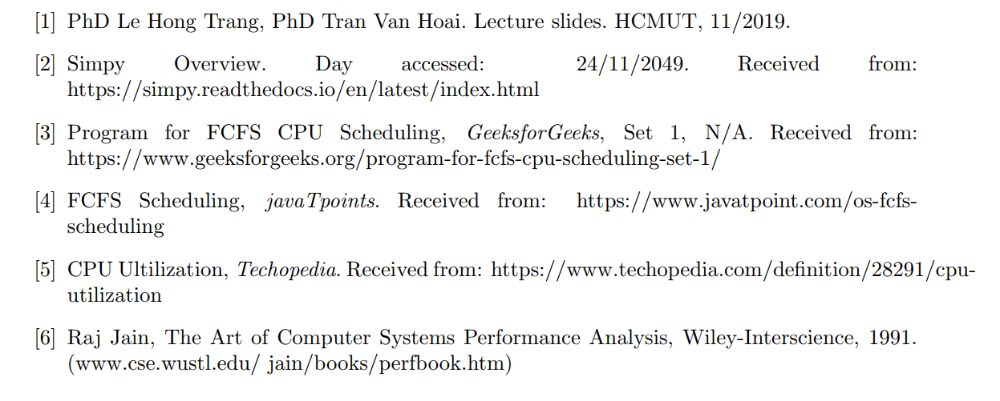 [1] PhD Le Hong Trang, PhD Tran Van Hoai. Lecture slides. HCMUT, 11/2019.
[2] Simpy Overview. Day accessed: 24/11/2049. Received from:
https://simpy.readthedocs.io/en/latest/index.html
[3] Program for FCFS CPU Scheduling, GeeksforGeeks, Set 1, N/A. Received from:
https://www.geeksforgeeks.org/program-for-fcfs-cpu-scheduling-set-1/
[4] FCFS Scheduling, javaTpoints. Received from: https://www.javatpoint.com/os-fcfs-
scheduling
[5] CPU Ultilization, Techopedia. Received from: https://www.techopedia.com/definition/28291/cpu-
utilization
[6] Raj Jain, The Art of Computer Systems Performance Analysis, Wiley-Interscience, 1991.
(www.cse.wustl.edu/ jain/books/perfbook.htm)